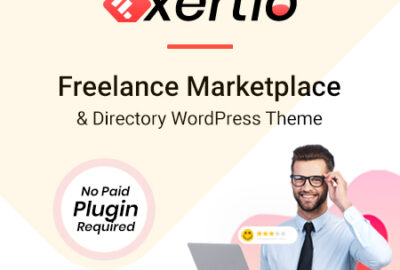 Exertio
Freelance Marketplace
& Directory WordPress Theme
No Paid
Plugin
Required